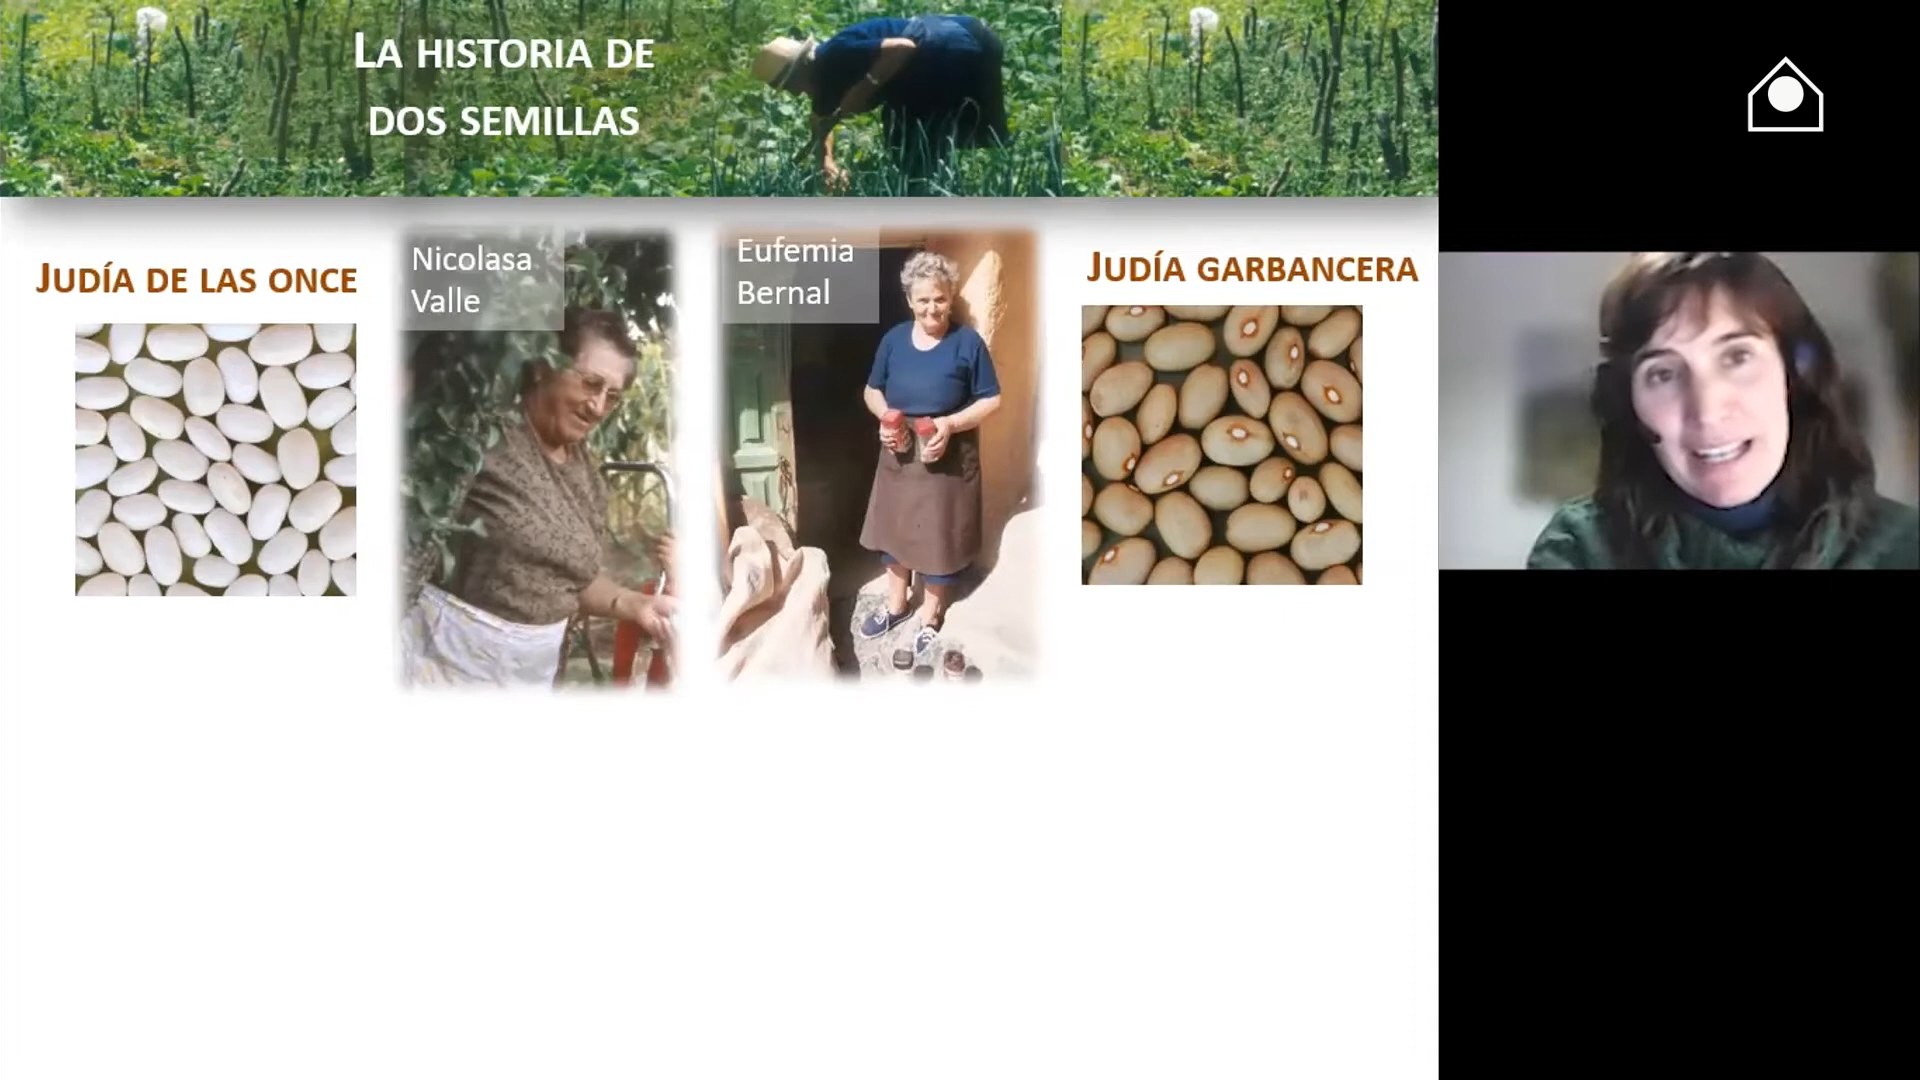 LA HISTORIA DE
DOS SEMILLAS
JUDÍA DE LAS ONCE
Nicolasa
Valle
Eufemia
Bernal
JUDÍA GARBANCERA